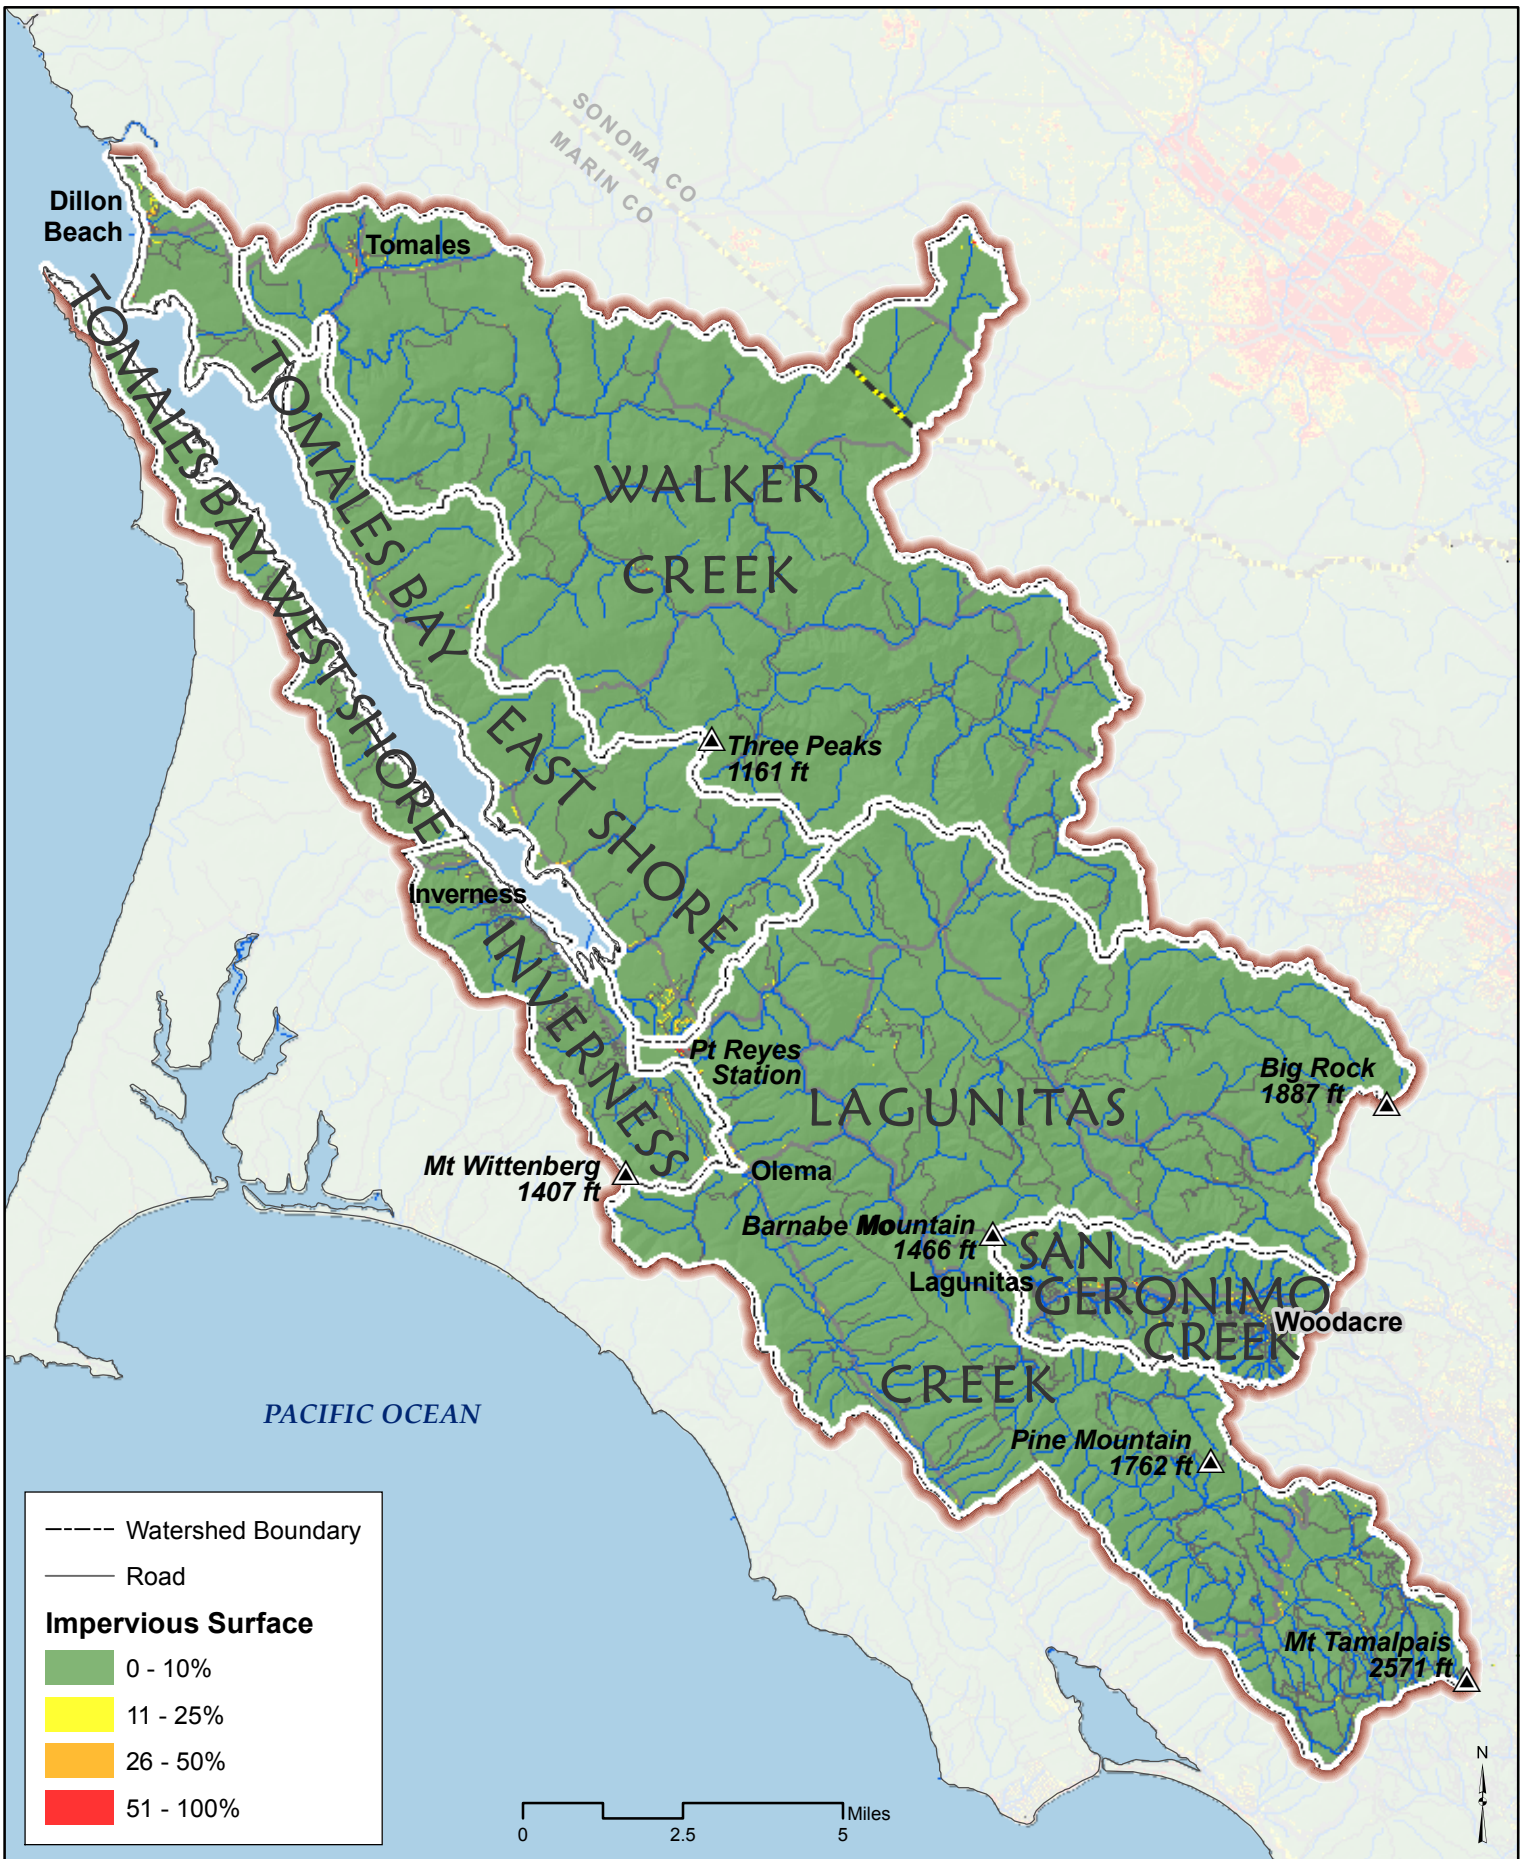 SONOMA CO
MARIN CO
Dillon
Beach
Tomales
TOMALES BAY WEST SHORE
TOMALES BAY
EAST SHORE
WALKER
CREEK
Three Peaks
1161 ft
Inverness
INVERNESS
Pt Reyes
Station
Big Rock
1887 ft
LAGUNITAS
CREEK
Mt Wittenberg
1407 ft
Olema
Barnabe Mountain
1466 ft
Lagunitas
SAN
GERONIMO
CREEK
Woodacre
PACIFIC OCEAN
Pine Mountain
1762 ft
Mt Tamalpais
2571 ft
Watershed Boundary
Road
Impervious Surface
0 - 10%
11 - 25%
26 - 50%
51 - 100%
Miles
0 2.5 5
N